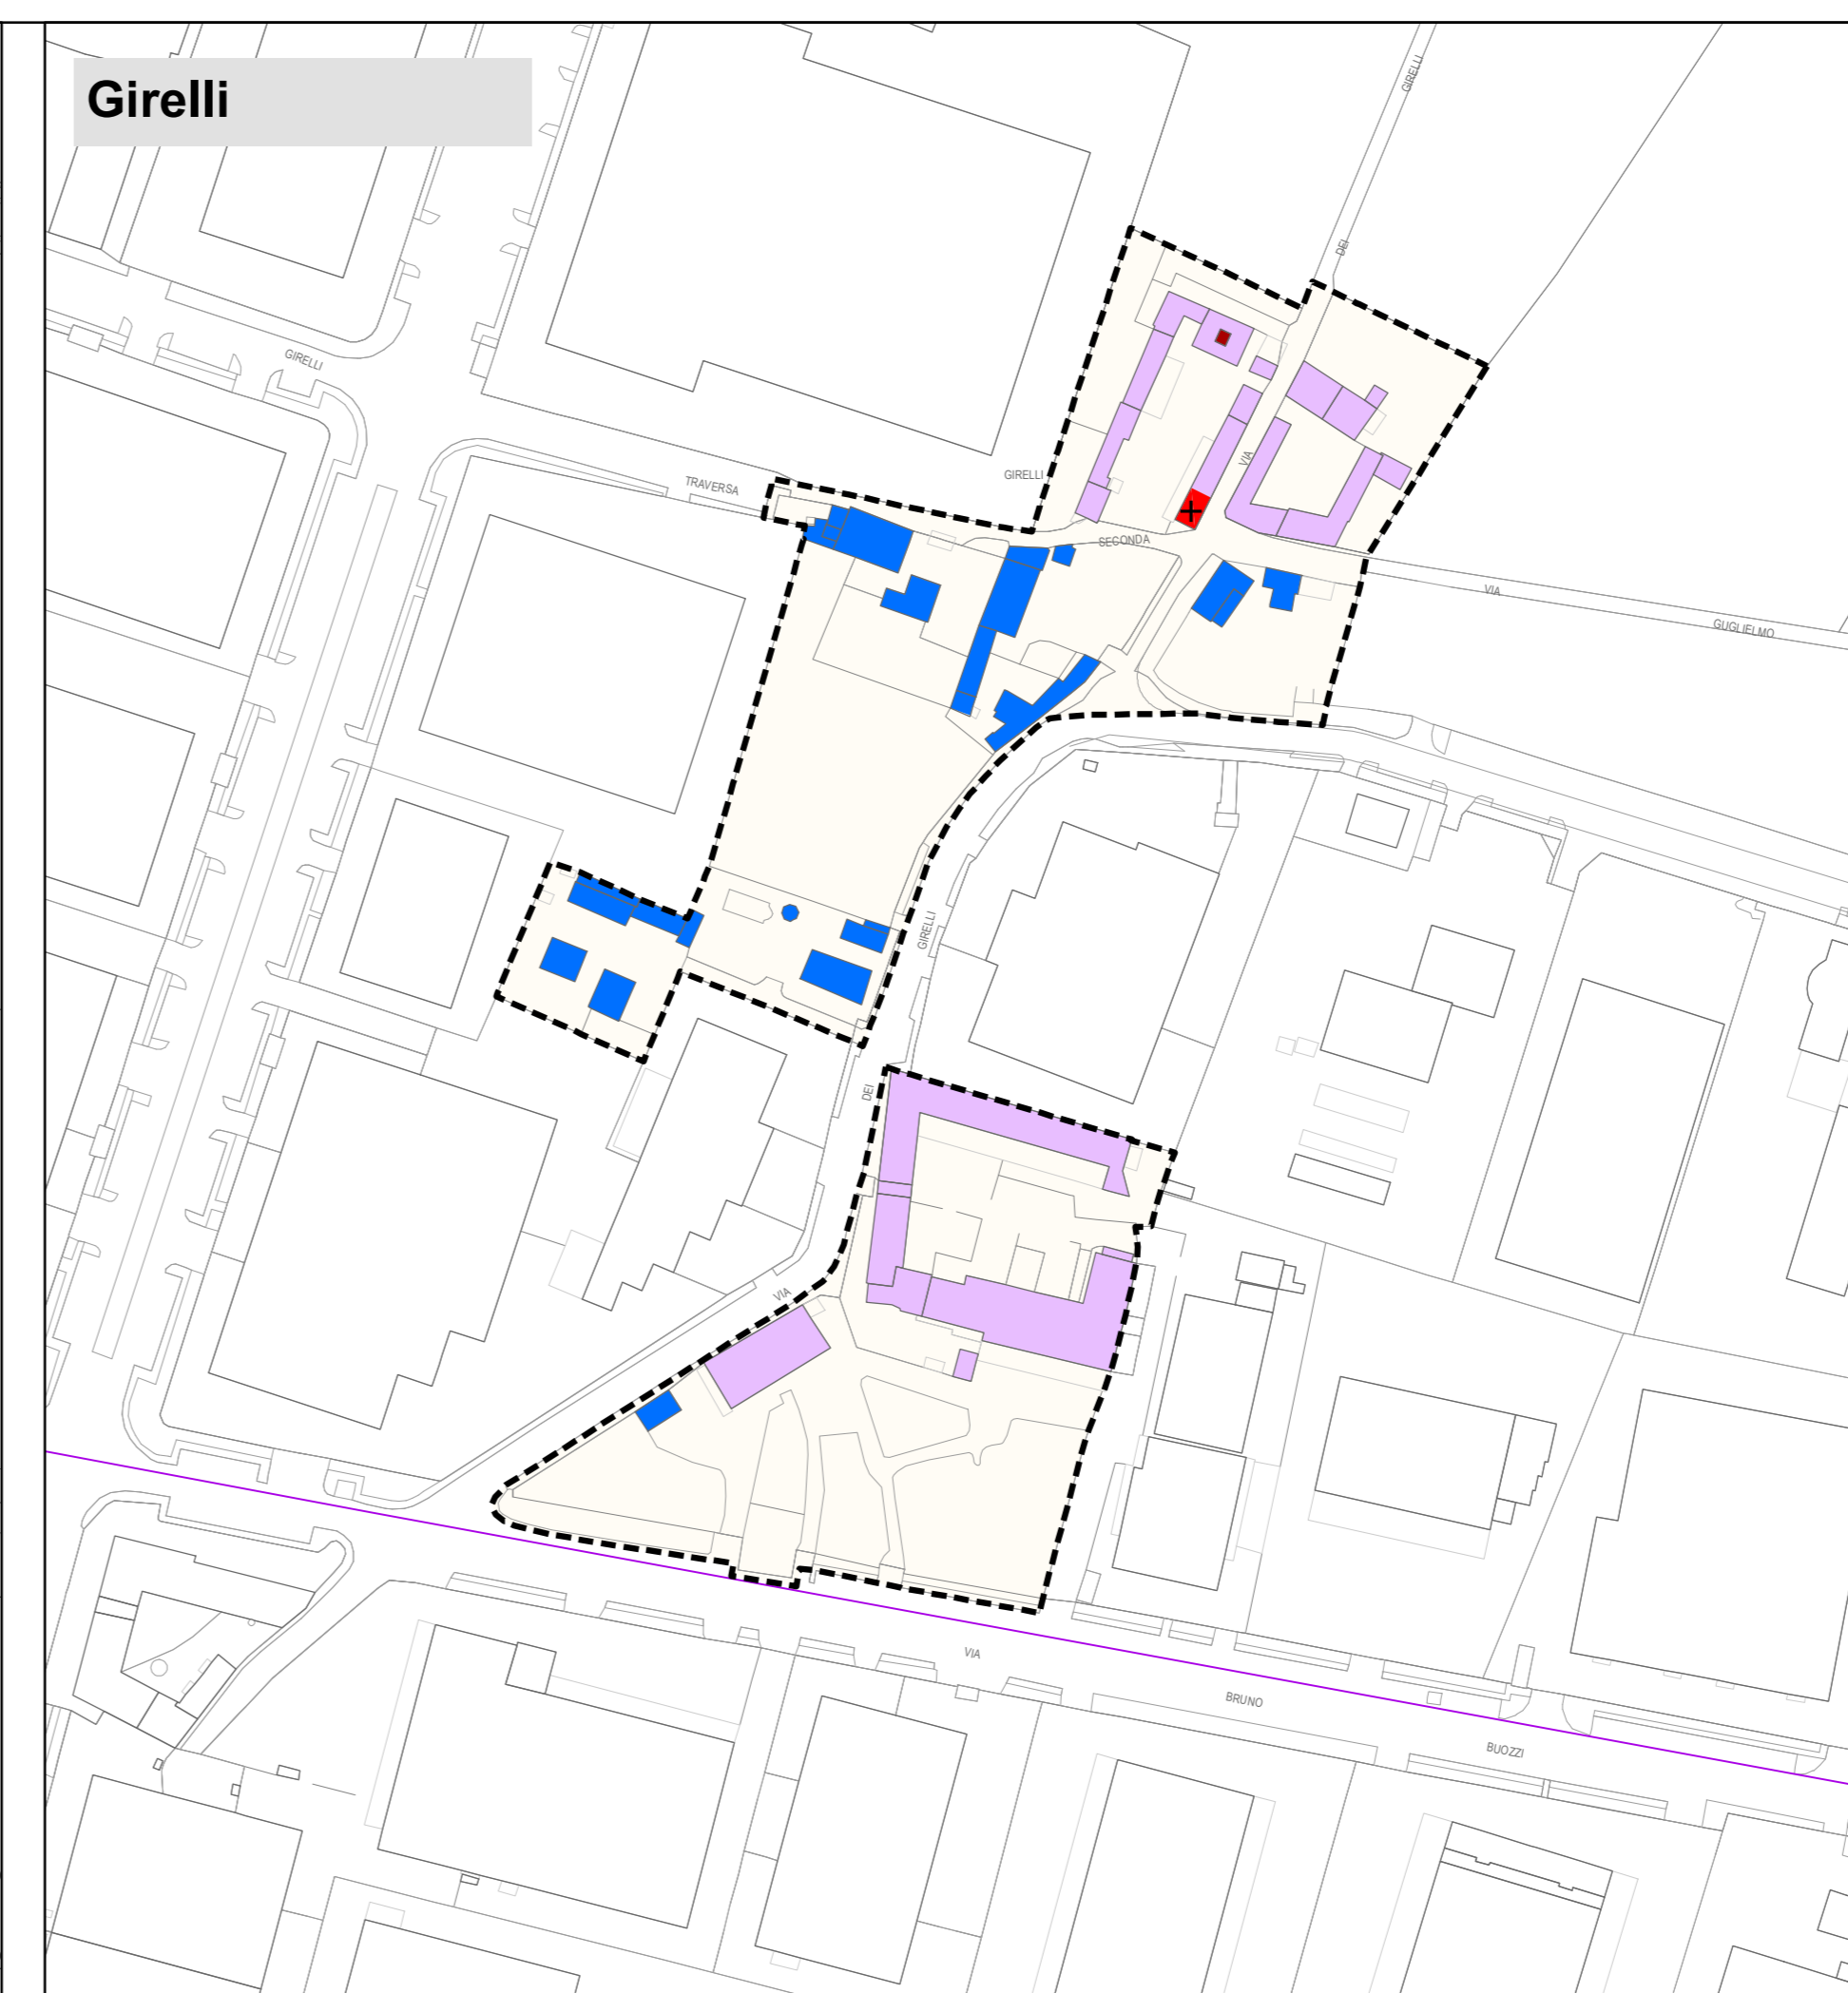 Girelli
GIRELLI
DEI
VIA
GIRELLI
TRAVERSA
GIRELLI
SECONDA
VIA
GUGLIELMO
GIRELLI
DEI
VIA
VIA
BRUNO
BUOZZI